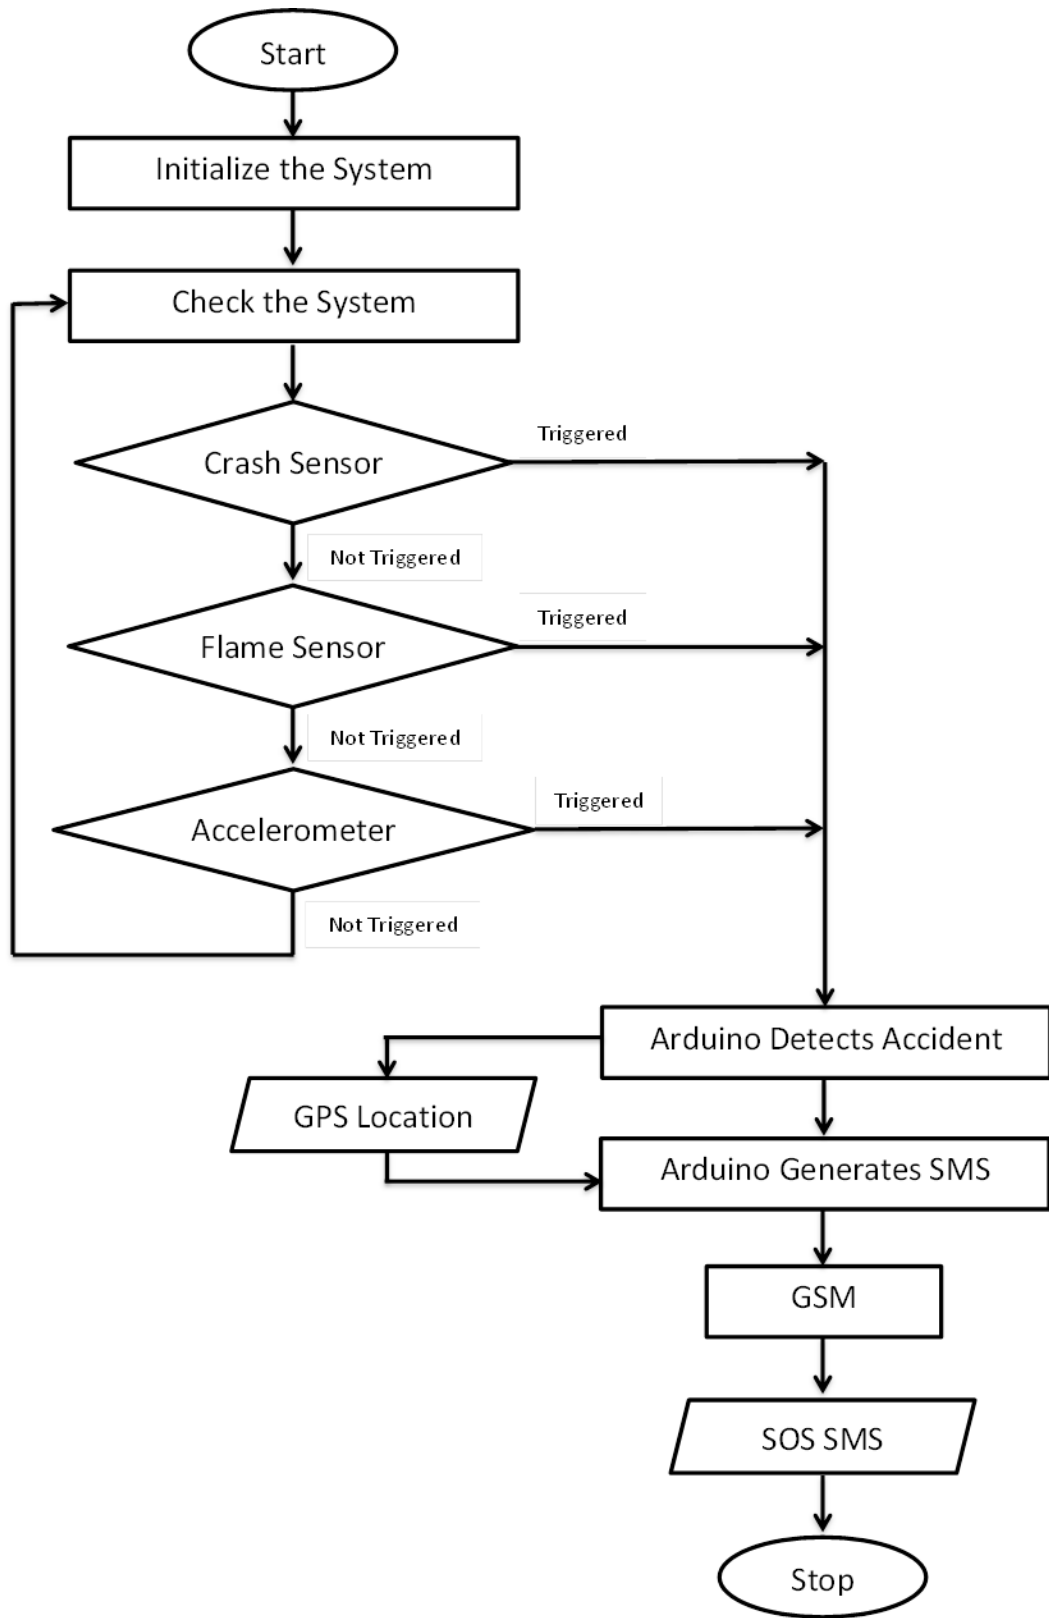 Start
Initialize the System
Check the System
Triggered
Crash Sensor
Not Triggered
Triggered
Flame Sensor
Not Triggered
Triggered
Accelerometer
Not Triggered
Arduino Detects Accident
GPS Location
Arduino Generates SMS
GSM
SOS SMS
Stop